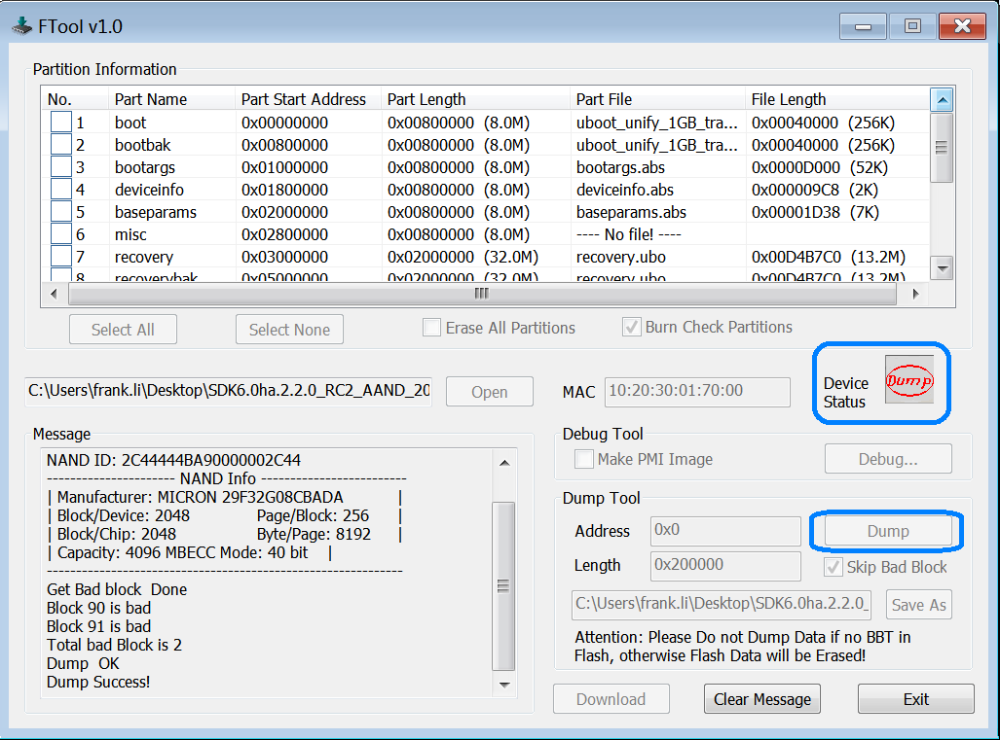 FTool v1.0
Partition Information
No. Part Name Part Start Address Part Length Part File File Length
1 boot 0x00000000 0x00800000 (8.0M) uboot_unify_1GB_tra... 0x00040000 (256K)
2 bootbak 0x00800000 0x00800000 (8.0M) uboot_unify_1GB_tra... 0x00040000 (256K)
3 bootargs 0x01000000 0x00800000 (8.0M) bootargs.abs 0x0000D000 (52K)
4 deviceinfo 0x01800000 0x00800000 (8.0M) deviceinfo.abs 0x000009C8 (2K)
5 baseparams 0x02000000 0x00800000 (8.0M) baseparams.abs 0x00001D38 (7K)
6 misc 0x02800000 0x00800000 (8.0M) ---- No file! ----
7 recovery 0x03000000 0x02000000 (32.0M) recovery.ubo 0x00D4B7C0 (13.2M)
8 recoverybak 0x05000000 0x02000000 (32.0M) recovery.ubo 0x00D4B7C0 (13.2M)
Select All Select None Erase All Partitions Burn Check Partitions
C:\Users\frank.li\Desktop\SDK6.0ha.2.2.0_RC2_AAND_20 Open MAC 10:20:30:01:70:00 Device Status Dump
Message
NAND ID: 2C44444BA90000002C44
---------------------- NAND Info -------------------------
| Manufacturer: MICRON 29F32G08CBADA |
| Block/Device: 2048 Page/Block: 256 |
| Block/Chip: 2048 Byte/Page: 8192 |
| Capacity: 4096 MBECC Mode: 40 bit |
-------------------------------------------------------------
Get Bad block Done
Block 90 is bad
Block 91 is bad
Total bad Block is 2
Dump OK
Dump Success!
Debug Tool
Make PMI Image Debug...
Dump Tool
Address 0x0 Dump
Length 0x200000 Skip Bad Block
C:\Users\frank.li\Desktop\SDK6.0ha.2.2.0_ Save As
Attention: Please Do not Dump Data if no BBT in
Flash, otherwise Flash Data will be Erased!
Download Clear Message Exit